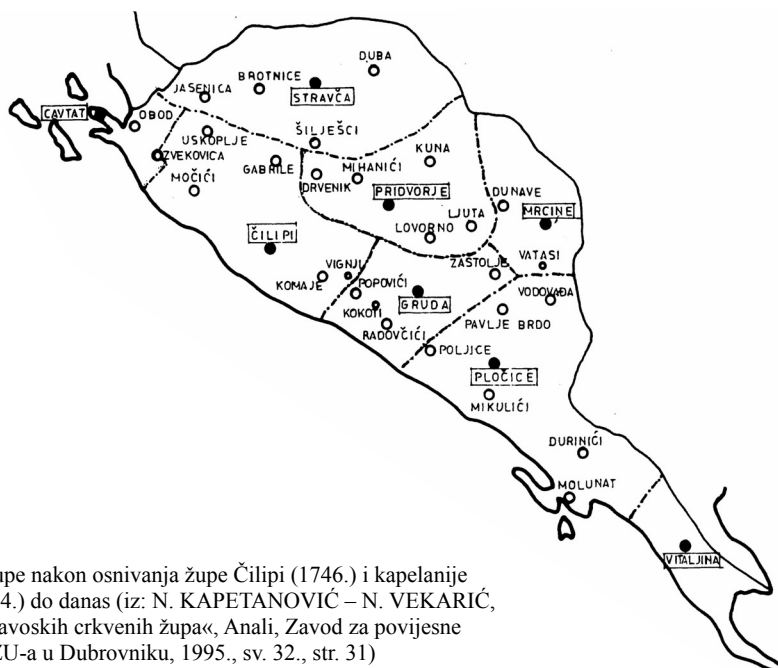 DUBA
BROTNICE
JASENICA
STRAVČA
CAVTAT
OBOD
ŠILJEŠCI
USKOPLJE
KUNA
ZVEKOVICA
GABRILE
MIHANIĆI
DRVENIK
MOČIĆI
PRIDVORJE
DUNAVE
MRCINE
LJUTA
LOVORNO
ČILIPI
VIGNJI
ZASTOLJE
VATASI
KOMAJE
POPOVIĆI
GRUDA
VODOVAĐA
KOKOTI
PAVLJE BRDO
RADOVČIĆI
POLJICE
PLOČICE
MIKULIĆI
ĐURINIĆI
MOLUNAT
VITALJINA
upe nakon osnivanja župe Čilipi (1746.) i kapelanije
4.) do danas (iz: N. KAPETANOVIĆ – N. VEKARIĆ,
avoskih crkvenih župa«, Anali, Zavod za povijesne
ZU-a u Dubrovniku, 1995., sv. 32., str. 31)